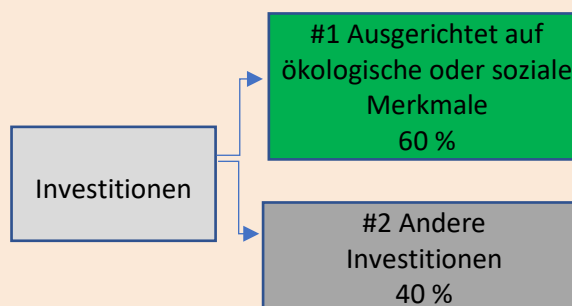 #1 Ausgerichtet auf
ökologische oder soziale
Merkmale
60 %
Investitionen
#2 Andere
Investitionen
40 %